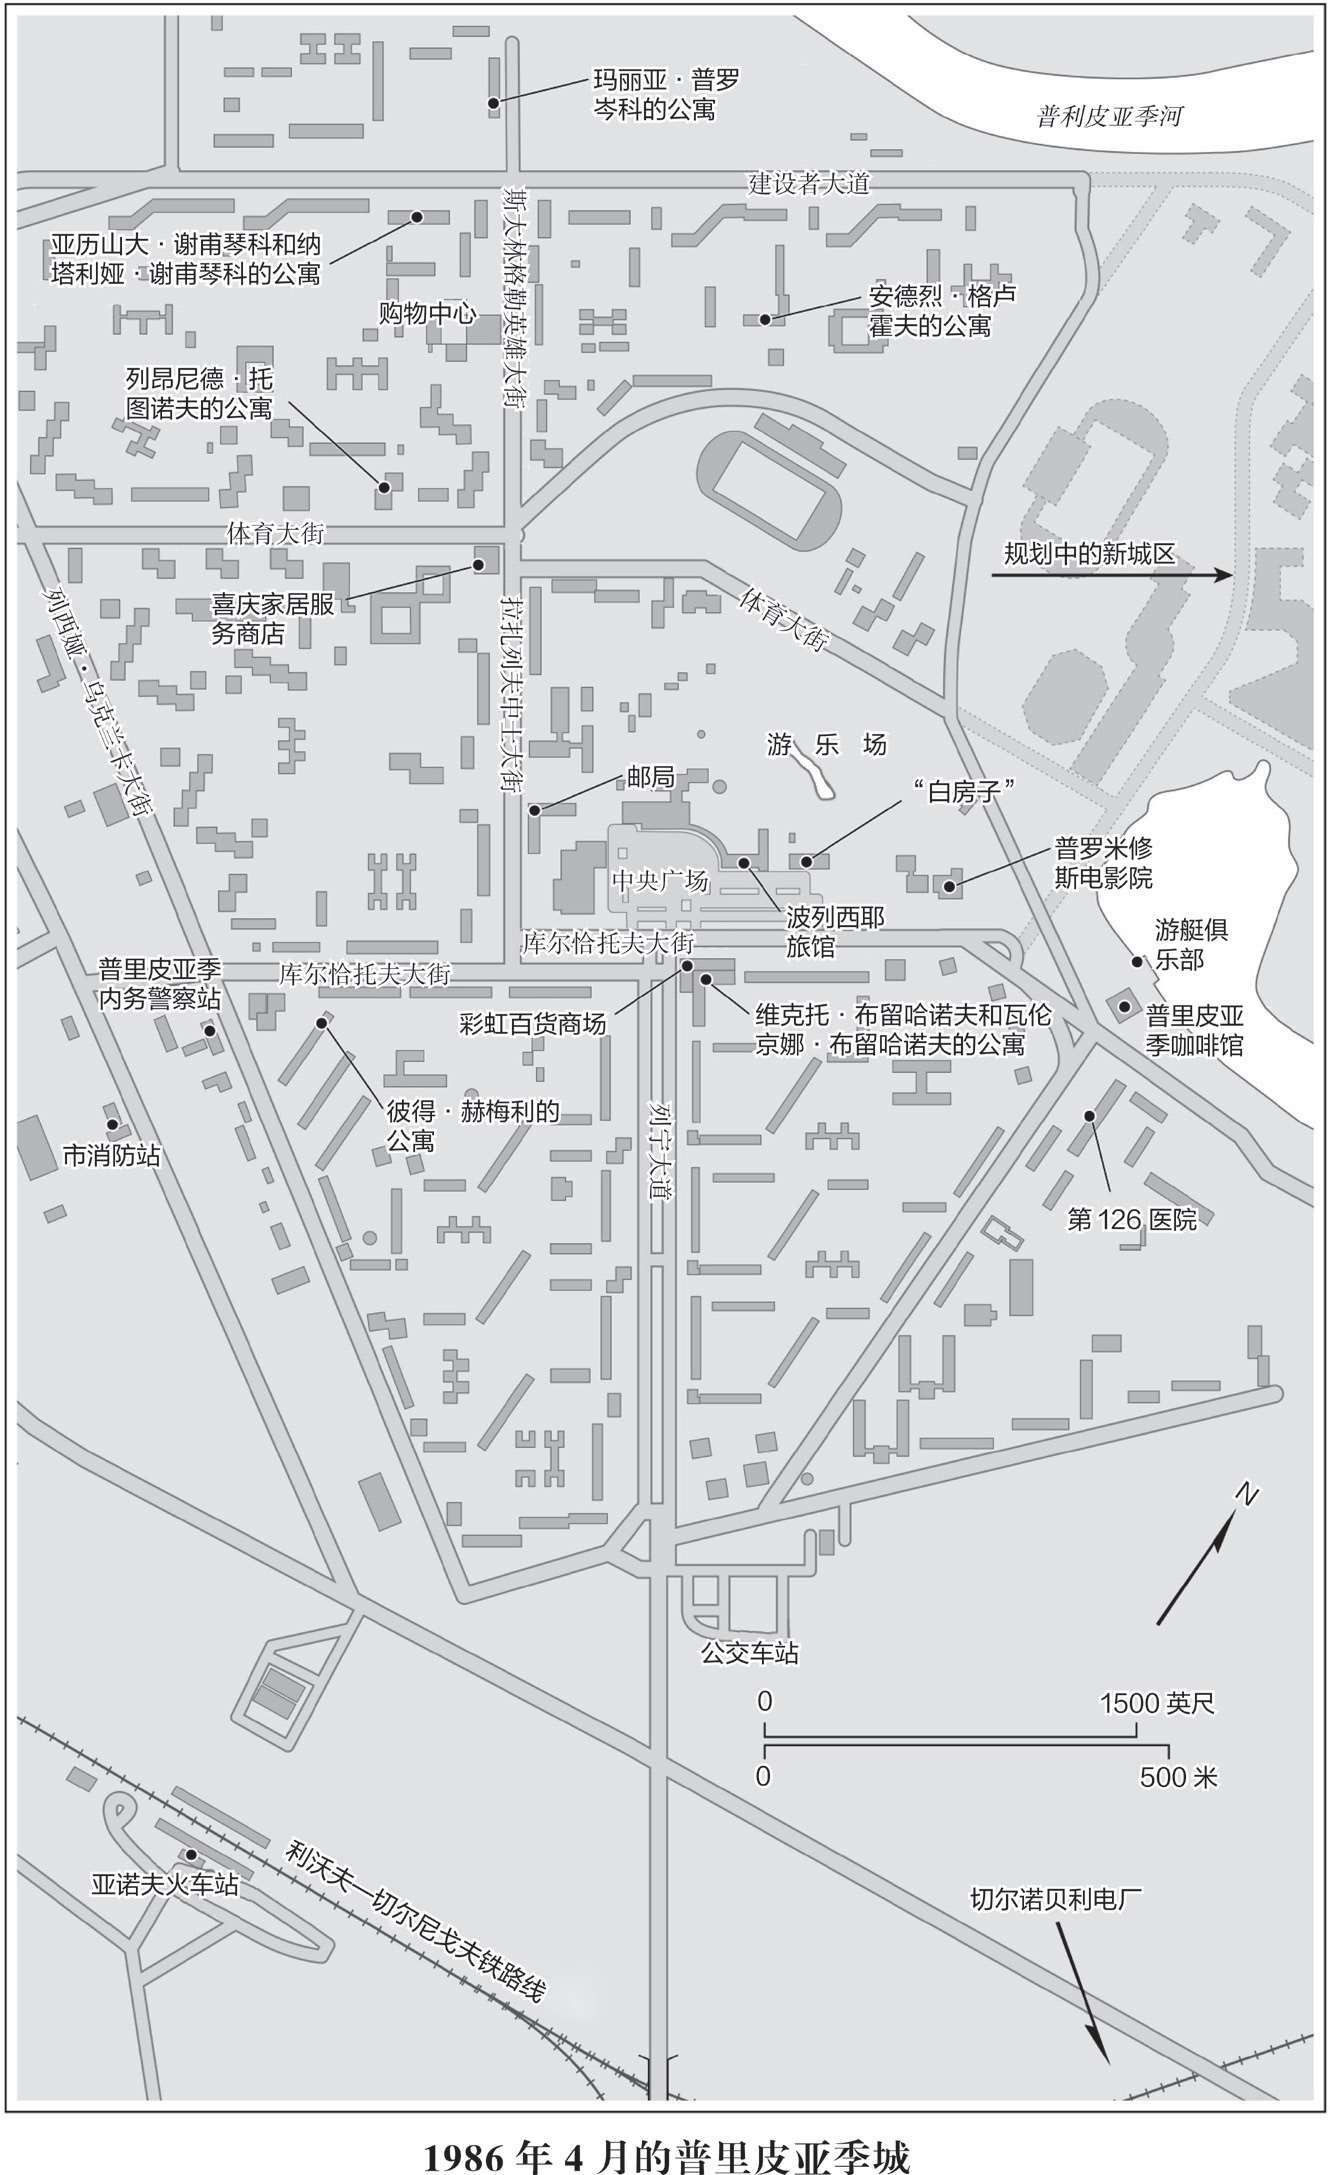 玛丽亚·普罗
岑科的公寓
普利皮亚季河
建设者大道
斯大林格勒英雄大街
亚历山大·谢甫琴科和纳
塔利娅·谢甫琴科的公寓
购物中心
安德烈·格卢
霍夫的公寓
列昂尼德·托
图诺夫的公寓
体育大街
规划中的新城区
喜庆家居服
务商店
体育大街
列西娅·乌克兰卡大街
拉扎列夫中士大街
游乐场
邮局
“白房子”
普罗米修
斯电影院
中央广场
波列西耶
旅馆
游艇俱
乐部
库尔恰托夫大街
普里皮亚季
内务警察站
库尔恰托夫大街
彩虹百货商场
维克托·布留哈诺夫和瓦伦
京娜·布留哈诺夫的公寓
普里皮亚
季咖啡馆
彼得·赫梅利的
公寓
列宁大道
市消防站
第126医院
N
公交车站
0
1500 英尺
0
500 米
亚诺夫火车站
利沃夫—切尔尼戈夫铁路线
切尔诺贝利电厂
1986 年 4 月的普里皮亚季城